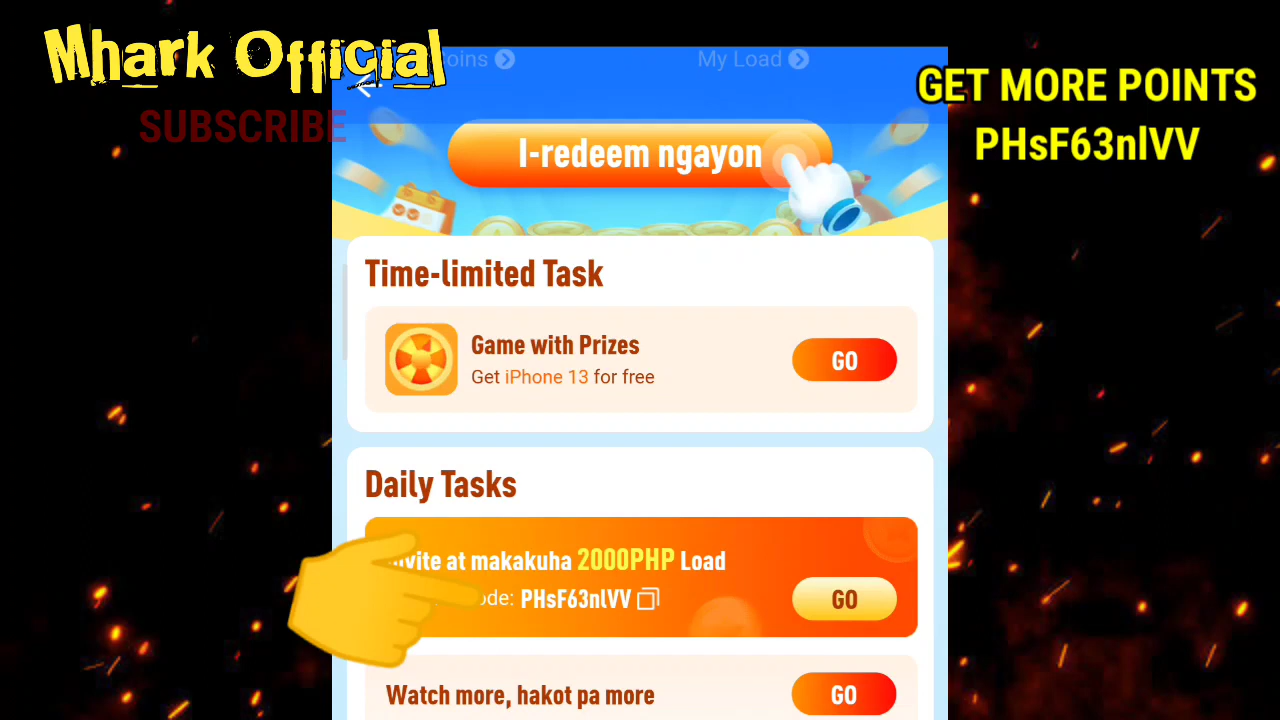 Mhark Official
SUBSCRIBE
My Load
GET MORE POINTS
PHsF63nlVV
I-redeem ngayon
Time-limited Task
Game with Prizes
Get iPhone 13 for free
GO
Daily Tasks
Invite at makakuha 2000PHP Load
PHsF63nlVV
GO
Watch more, hakot pa more
GO